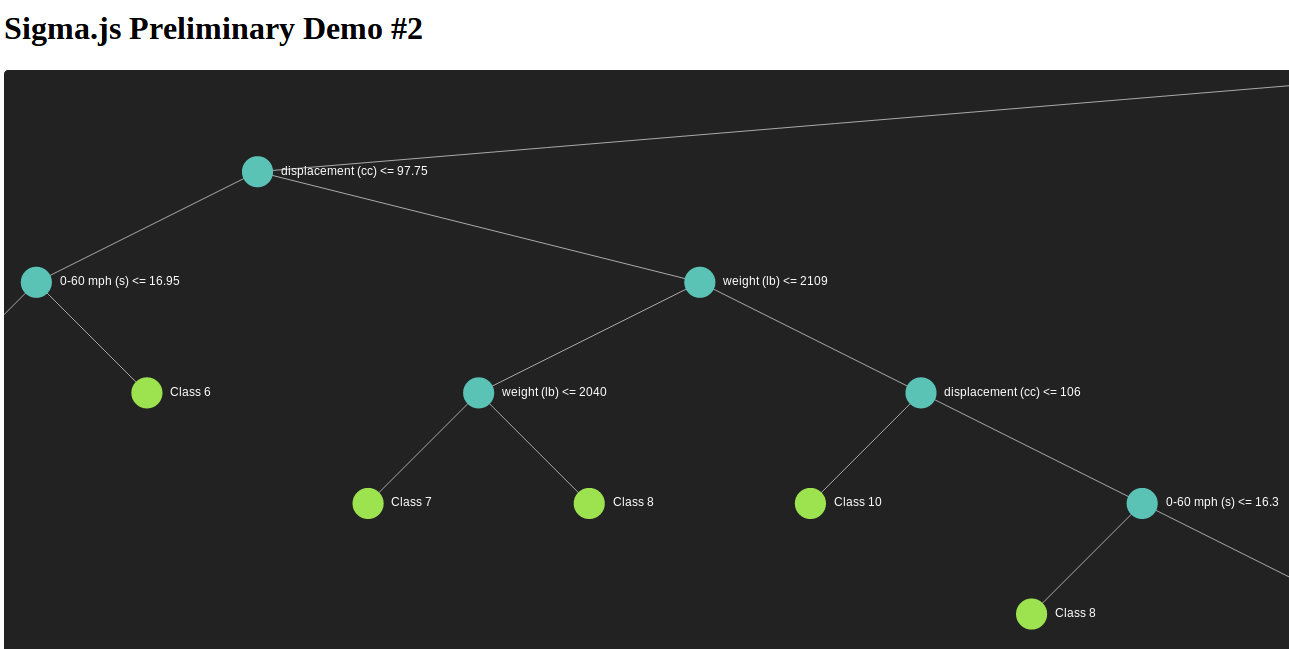 Sigma.js Preliminary Demo #2
displacement (cc) <= 97.75
0-60 mph (s) <= 16.95
weight (lb) <= 2109
Class 6
weight (lb) <= 2040
displacement (cc) <= 106
Class 7
Class 8
Class 10
0-60 mph (s) <= 16.3
Class 8